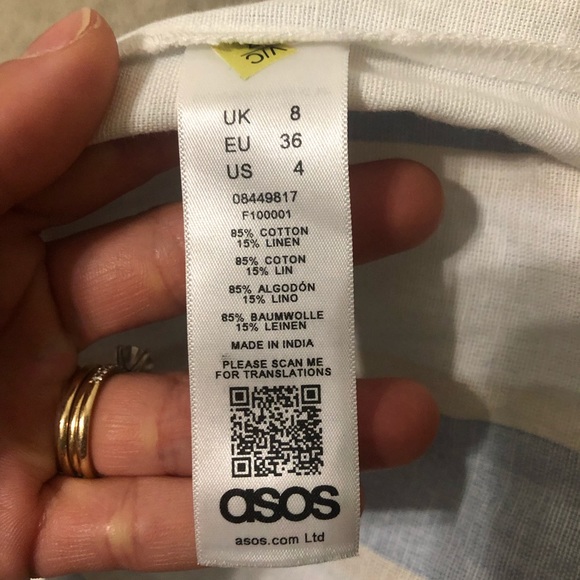 VIC
UK 8
EU 36
US 4
08449817
F100001
85% COTTON
15% LINEN
85% COTON
15% LIN
85% ALGODÓN
15% LINO
85% BAUMWOLLE
15% LEINEN
MADE IN INDIA
PLEASE SCAN ME
FOR TRANSLATIONS
asos
asos.com Ltd